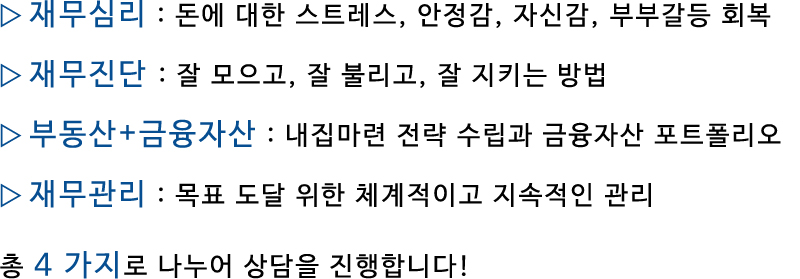 ▷ 재무심리 : 돈에 대한 스트레스, 안정감, 자신감, 부부갈등 회복
▷ 재무진단 : 잘 모으고, 잘 불리고, 잘 지키는 방법
▷ 부동산+금융자산 : 내집마련 전략 수립과 금융자산 포트폴리오
▷ 재무관리 : 목표 도달 위한 체계적이고 지속적인 관리
총 4 가지로 나누어 상담을 진행합니다!